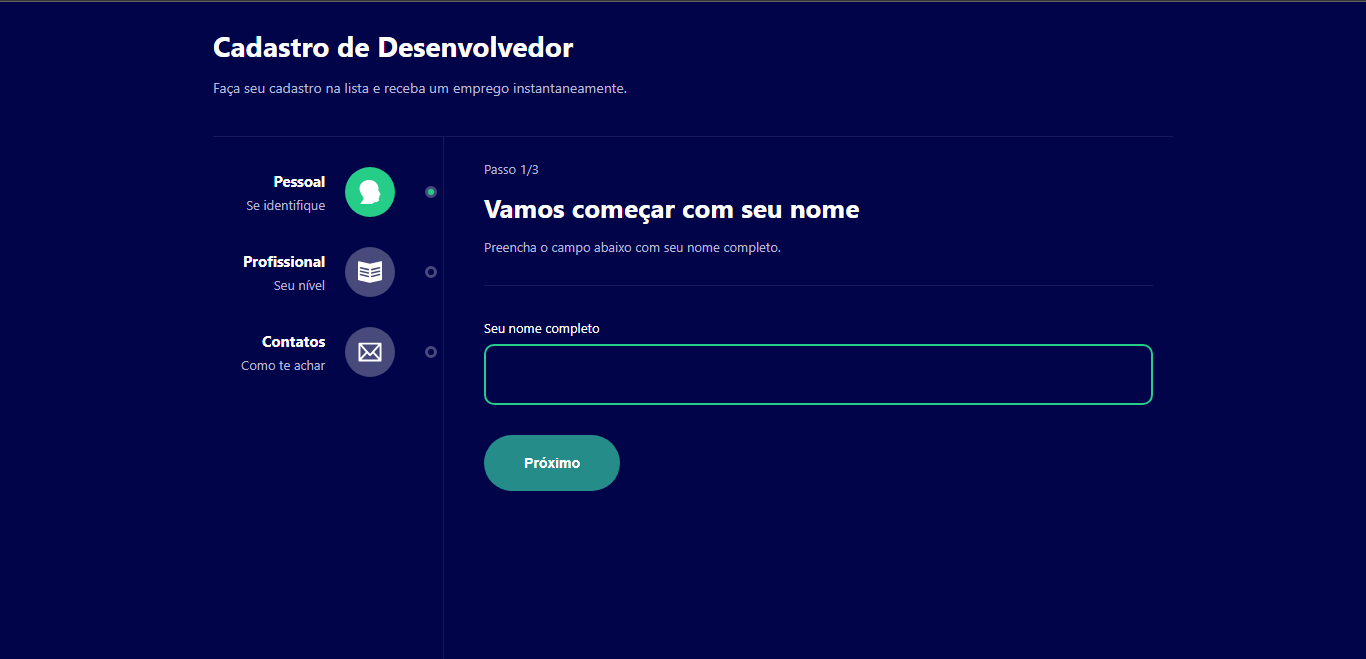 Cadastro de Desenvolvedor
Faça seu cadastro na lista e receba um emprego instantaneamente.
Pessoal
Se identifique
Profissional
Seu nível
Contatos
Como te achar
Passo 1/3
Vamos começar com seu nome
Preencha o campo abaixo com seu nome completo.
Seu nome completo
Próximo